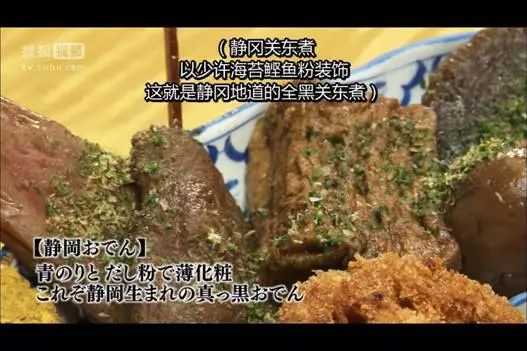 搜狐视频
tv.sohu.com
（静冈关东煮
以少许海苔鲣鱼粉装饰
这就是静冈地道的全黑关东煮）
【静岡おでん】
青のりと だし粉で薄化粧
これぞ静岡生まれの真っ黒おでん